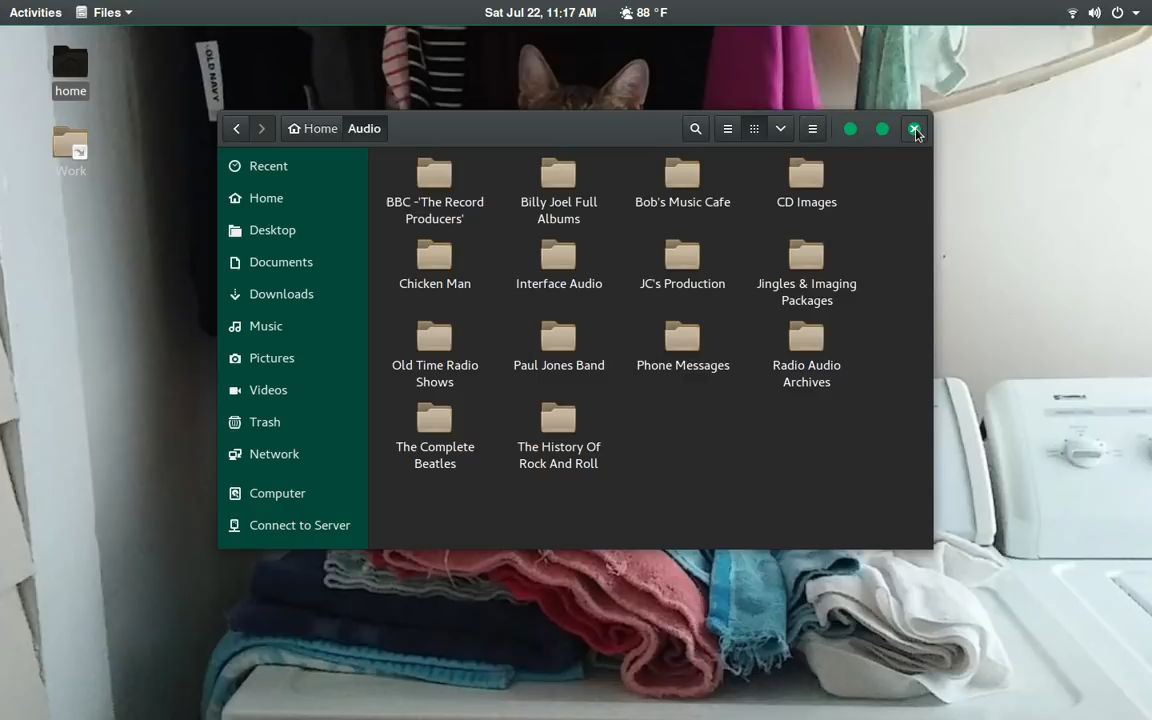 Activities Files Sat Jul 22, 11:17 AM 88 °F
OLD NAVY
home
Work
Home Audio
Recent
Home
Desktop
Documents
Downloads
Music
Pictures
Videos
Trash
Network
Computer
Connect to Server
BBC -'The Record
Producers'
Billy Joel Full
Albums
Bob's Music Cafe
CD Images
Chicken Man
Interface Audio
JC's Production
Jingles & Imaging
Packages
Old Time Radio
Shows
Paul Jones Band
Phone Messages
Radio Audio
Archives
The Complete
Beatles
The History Of
Rock And Roll